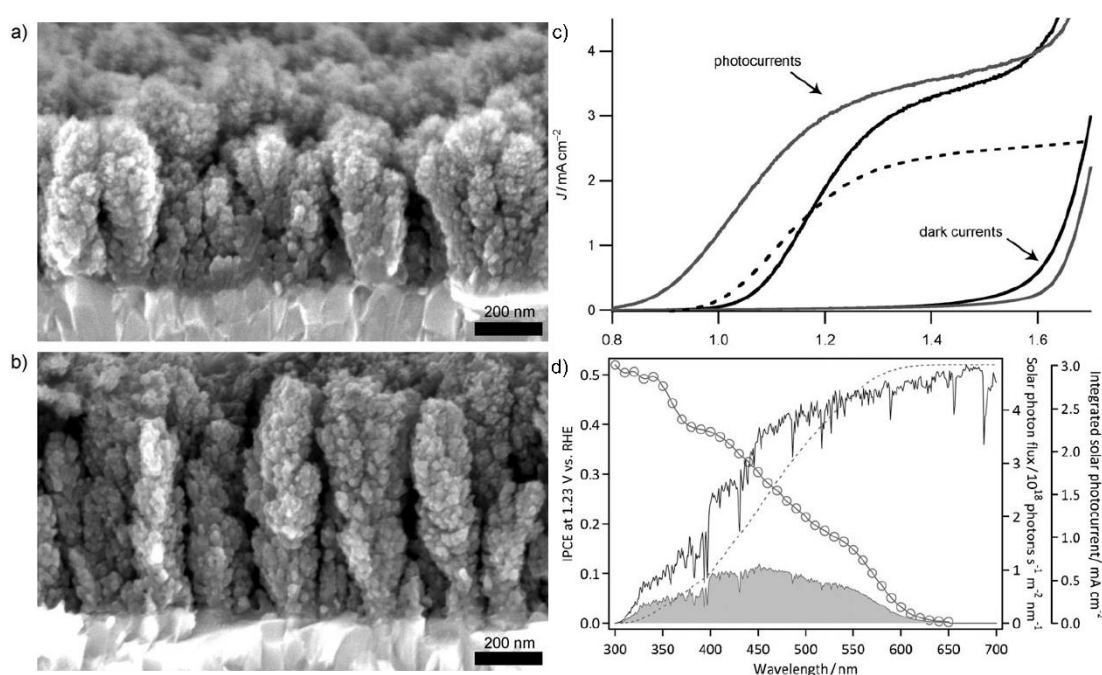 a)
200 nm
b)
200 nm
c)
4
3
2
1
0
J/mA cm⁻²
photocurrents
dark currents
0.8 1.0 1.2 1.4 1.6
d)
0.5
0.4
0.3
0.2
0.1
0.0
IPCE at 1.23 V vs. RHE
300 350 400 450 500 550 600 650 700
Wavelength / nm
4
3
2
1
0
Solar photon flux / 10¹⁸ photons s⁻¹ m⁻² nm⁻¹
3.0
2.5
2.0
1.5
1.0
0.5
0.0
Integrated solar photocurrent / mA cm⁻²